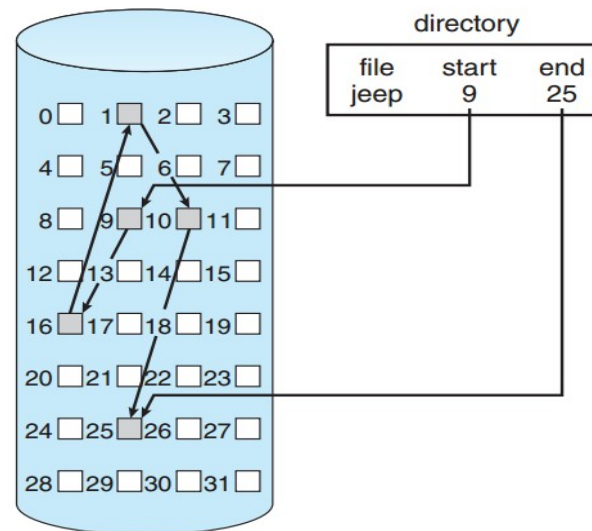 directory
file start end
jeep 9 25
0 1 2 3
4 5 6 7
8 9 10 11
12 13 14 15
16 17 18 19
20 21 22 23
24 25 26 27
28 29 30 31